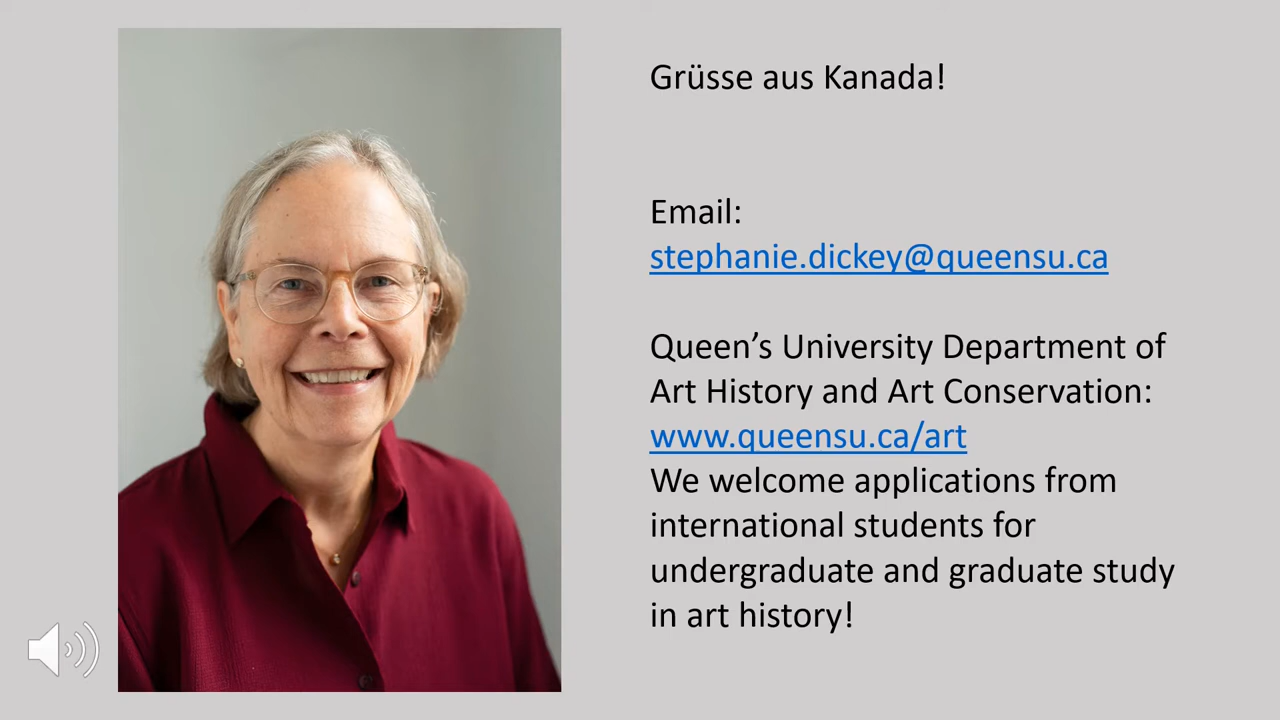 Grüsse aus Kanada!
Email:
stephanie.dickey@queensu.ca
Queen’s University Department of
Art History and Art Conservation:
www.queensu.ca/art
We welcome applications from
international students for
undergraduate and graduate study
in art history!